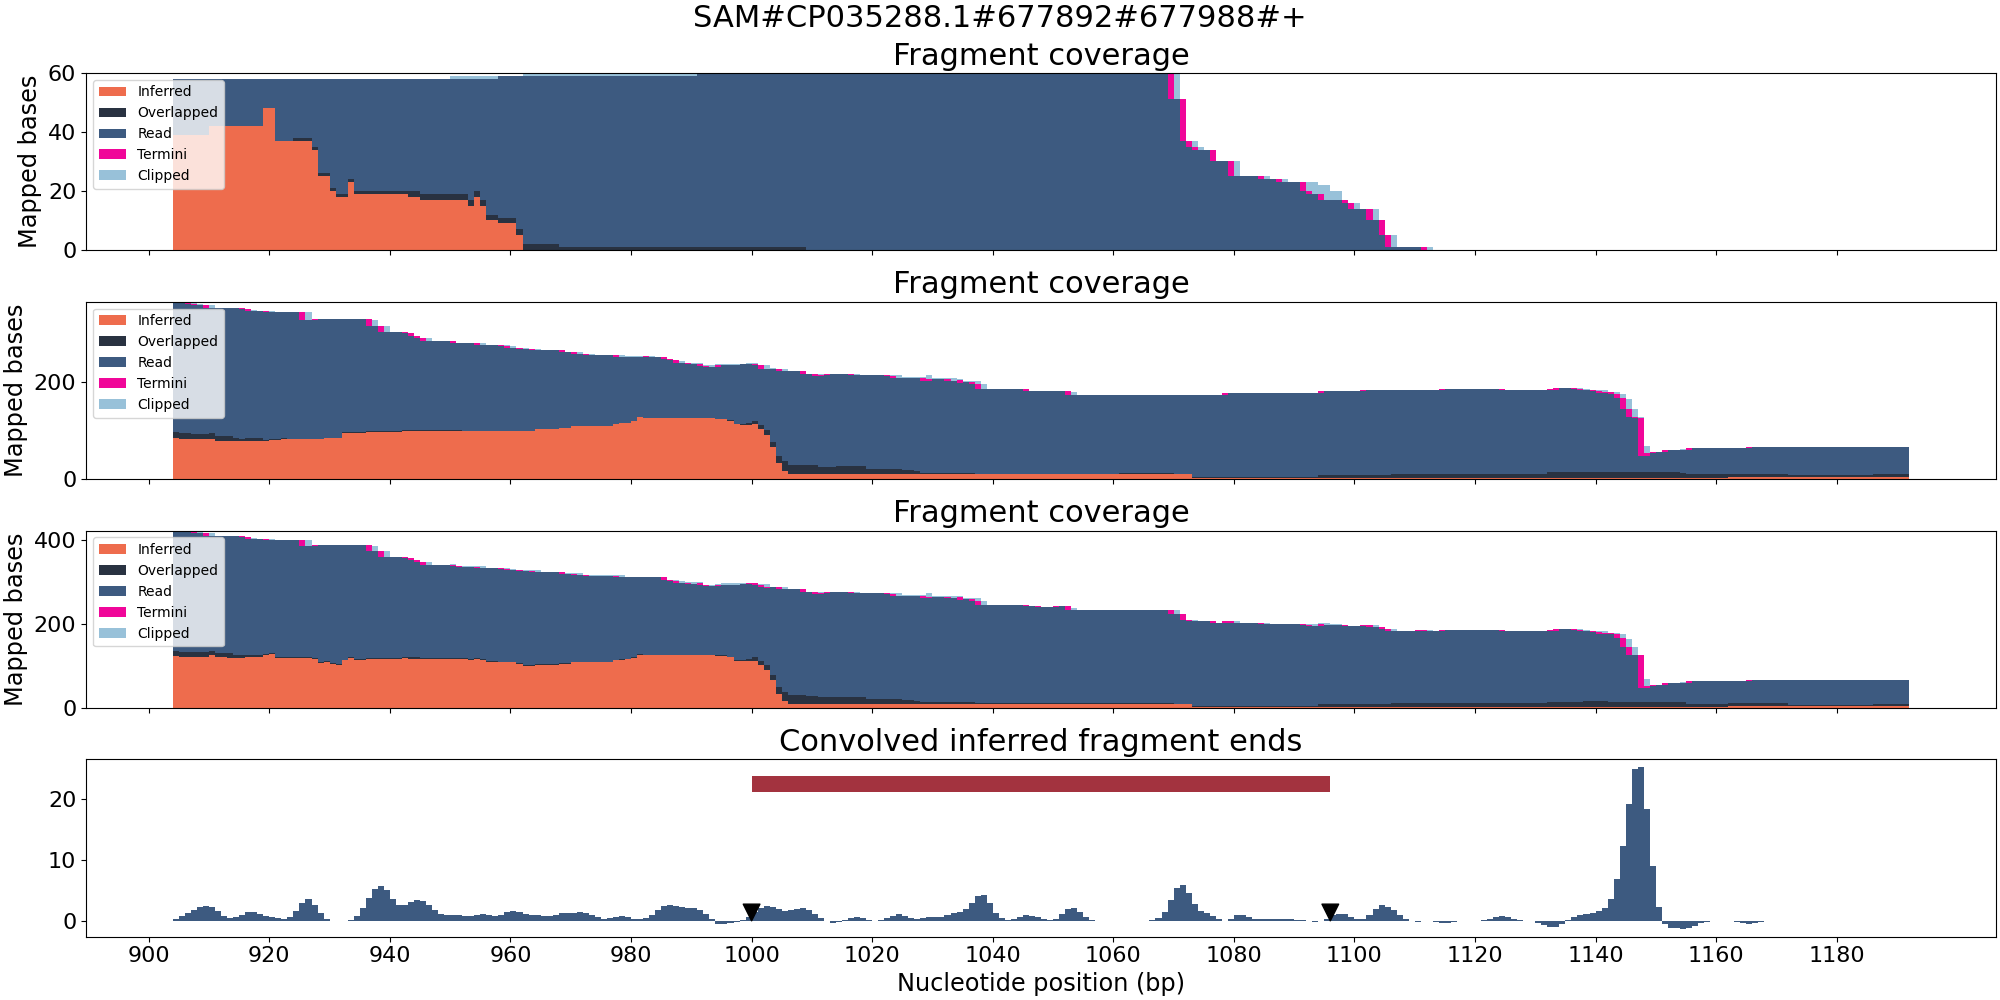 SAM#CP035288.1#677892#677988#+
Fragment coverage
Mapped bases
60
40
20
0
Inferred
Overlapped
Read
Termini
Clipped
Fragment coverage
Mapped bases
200
0
Inferred
Overlapped
Read
Termini
Clipped
Fragment coverage
Mapped bases
400
200
0
Inferred
Overlapped
Read
Termini
Clipped
Convolved inferred fragment ends
20
10
0
900 920 940 960 980 1000 1020 1040 1060 1080 1100 1120 1140 1160 1180
Nucleotide position (bp)